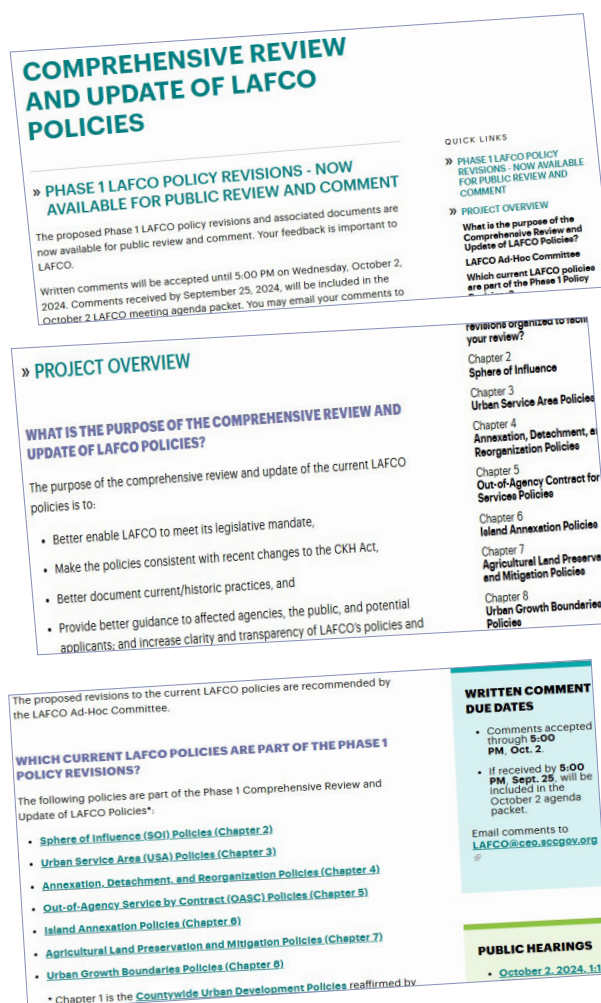 COMPREHENSIVE REVIEW
AND UPDATE OF LAFCO
POLICIES
» PHASE 1 LAFCO POLICY REVISIONS - NOW
AVAILABLE FOR PUBLIC REVIEW AND COMMENT
The proposed Phase 1 LAFCO policy revisions and associated documents are
now available for public review and comment. Your feedback is important to
LAFCO.
Written comments will be accepted until 5:00 PM on Wednesday, October 2,
2024. Comments received by September 25, 2024, will be included in the
October 2 LAFCO meeting agenda packet. You may email your comments to
QUICK LINKS
» PHASE 1 LAFCO POLICY
REVISIONS - NOW AVAILABLE
FOR PUBLIC REVIEW AND
COMMENT
» PROJECT OVERVIEW
What is the purpose of the
Comprehensive Review and
Update of LAFCO Policies?
LAFCO Ad-Hoc Committee
Which current LAFCO policies
are part of the Phase 1 Policy
» PROJECT OVERVIEW
WHAT IS THE PURPOSE OF THE COMPREHENSIVE REVIEW AND
UPDATE OF LAFCO POLICIES?
The purpose of the comprehensive review and update of the current LAFCO
policies is to:
• Better enable LAFCO to meet its legislative mandate,
• Make the policies consistent with recent changes to the CKH Act,
• Better document current/historic practices, and
• Provide better guidance to affected agencies, the public, and potential
applicants; and increase clarity and transparency of LAFCO's policies and
revisions organized to
your review?
Chapter 2
Sphere of Influence
Chapter 3
Urban Service Area Policies
Chapter 4
Annexation, Detachment,
Reorganization Policies
Chapter 5
Out-of-Agency Contract for
Services Policies
Chapter 6
Island Annexation Policies
Chapter 7
Agricultural Land
and Mitigation Policies
Chapter 8
Urban Growth Boundaries
Policies
The proposed revisions to the current LAFCO policies are recommended by
the LAFCO Ad-Hoc Committee.
WHICH CURRENT LAFCO POLICIES ARE PART OF THE PHASE 1
POLICY REVISIONS?
The following policies are part of the Phase 1 Comprehensive Review and
Update of LAFCO Policies*:
• Sphere of Influence (SOI) Policies (Chapter 2)
• Urban Service Area (USA) Policies (Chapter 3)
• Annexation, Detachment, and Reorganization Policies (Chapter 4)
• Out-of-Agency Service by Contract (OASC) Policies (Chapter 5)
• Island Annexation Policies (Chapter 6)
• Agricultural Land Preservation and Mitigation Policies (Chapter 7)
• Urban Growth Boundaries Policies (Chapter 8)
* Chapter 1 is the Countywide Urban Development Policies reaffirmed by
WRITTEN COMMENT
DUE DATES
• Comments accepted
through 5:00
PM, Oct. 2.
• If received by 5:00
PM, Sept. 25, will be
included in the
October 2 agenda
packet.
Email comments to
LAFCO@ceo.sccgov.org
PUBLIC HEARINGS
• October 2, 2024,